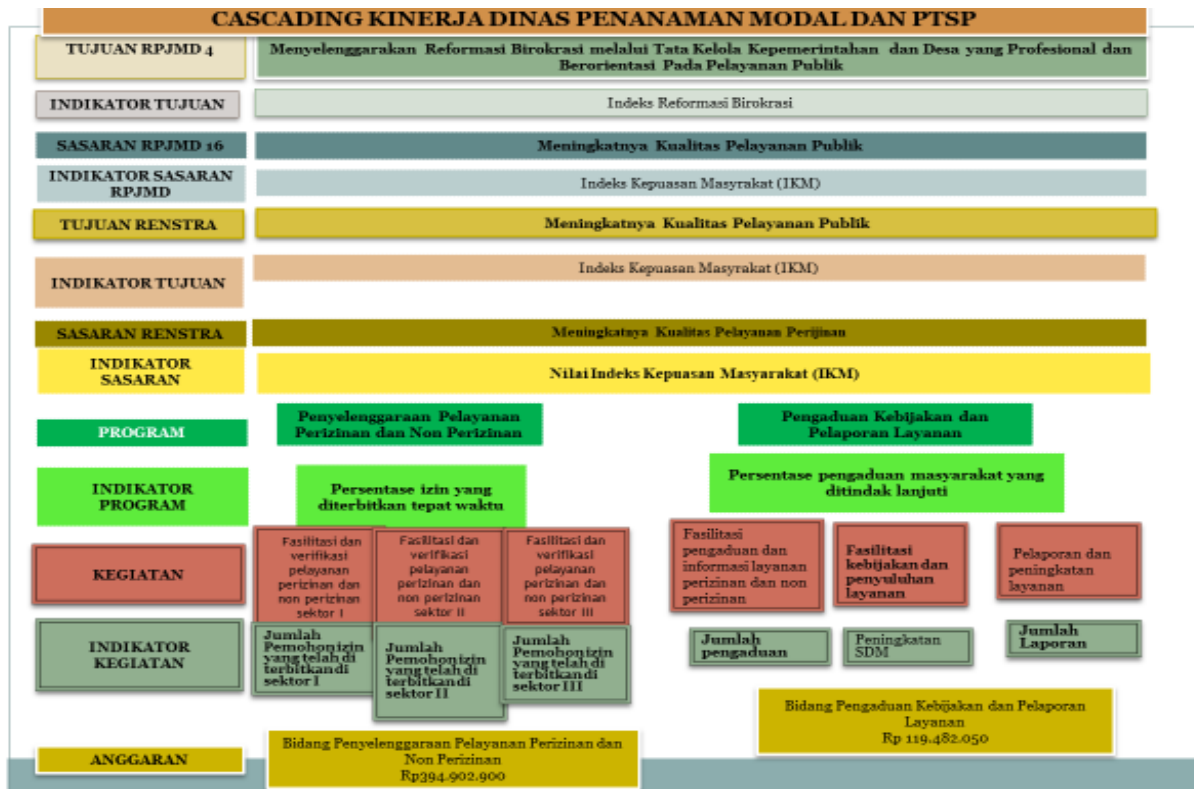 CASCADING KINERJA DINAS PENANAMAN MODAL DAN PTSP
TUJUAN RPJMD 4
Menyelenggarakan Reformasi Birokrasi melalui Tata Kelola Kepemerintahan dan Desa yang Profesional dan
Berorientasi Pada Pelayanan Publik
INDIKATOR TUJUAN
Indeks Reformasi Birokrasi
SASARAN RPJMD 16
Meningkatnya Kualitas Pelayanan Publik
INDIKATOR SASARAN
RPJMD
Indeks Kepuasan Masyrakat (IKM)
TUJUAN RENSTRA
Meningkatnya Kualitas Pelayanan Publik
INDIKATOR TUJUAN
Indeks Kepuasan Masyrakat (IKM)
SASARAN RENSTRA
Meningkatnya Kualitas Pelayanan Perijinan
INDIKATOR
SASARAN
Nilai Indeks Kepuasan Masyarakat (IKM)
PROGRAM
Penyelenggaraan Pelayanan
Perizinan dan Non Perizinan
Pengaduan Kebijakan dan
Pelaporan Layanan
INDIKATOR
PROGRAM
Persentase izin yang
diterbitkan tepat waktu
Persentase pengaduan masyarakat yang
ditindak lanjuti
KEGIATAN
Fasilitasi dan
verifikasi
pelayanan
perizinan dan
non perizinan
sektor I
Fasilitasi dan
verifikasi
pelayanan
perizinan dan
non perizinan
sektor II
Fasilitasi dan
verifikasi
pelayanan
perizinan dan
non perizinan
sektor III
Fasilitasi
pengaduan dan
informasi layanan
perizinan dan non
perizinan
Fasilitasi
kebijakan dan
penyuluhan
layanan
Pelaporan dan
peningkatan
layanan
INDIKATOR
KEGIATAN
Jumlah
Pemohon izin
yang telah di
terbitkan di
sektor I
Jumlah
Pemohon izin
yang telah di
terbitkan di
sektor II
Jumlah
Pemohon izin
yang telah di
terbitkan di
sektor III
Jumlah
pengaduan
Peningkatan
SDM
Jumlah
Laporan
ANGGARAN
Bidang Penyelenggaraan Pelayanan Perizinan dan
Non Perizinan
Rp394.902.900
Bidang Pengaduan Kebijakan dan Pelaporan
Layanan
Rp 119.482.050